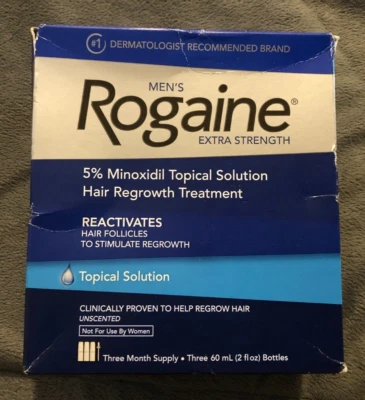 #1 DERMATOLOGIST RECOMMENDED BRAND
MEN'S
Rogaine®
EXTRA STRENGTH
5% Minoxidil Topical Solution
Hair Regrowth Treatment
REACTIVATES
HAIR FOLLICLES
TO STIMULATE REGROWTH
Topical Solution
CLINICALLY PROVEN TO HELP REGROW HAIR
UNSCENTED
Not For Use By Women
Three Month Supply • Three 60 mL (2 fl oz) Bottles